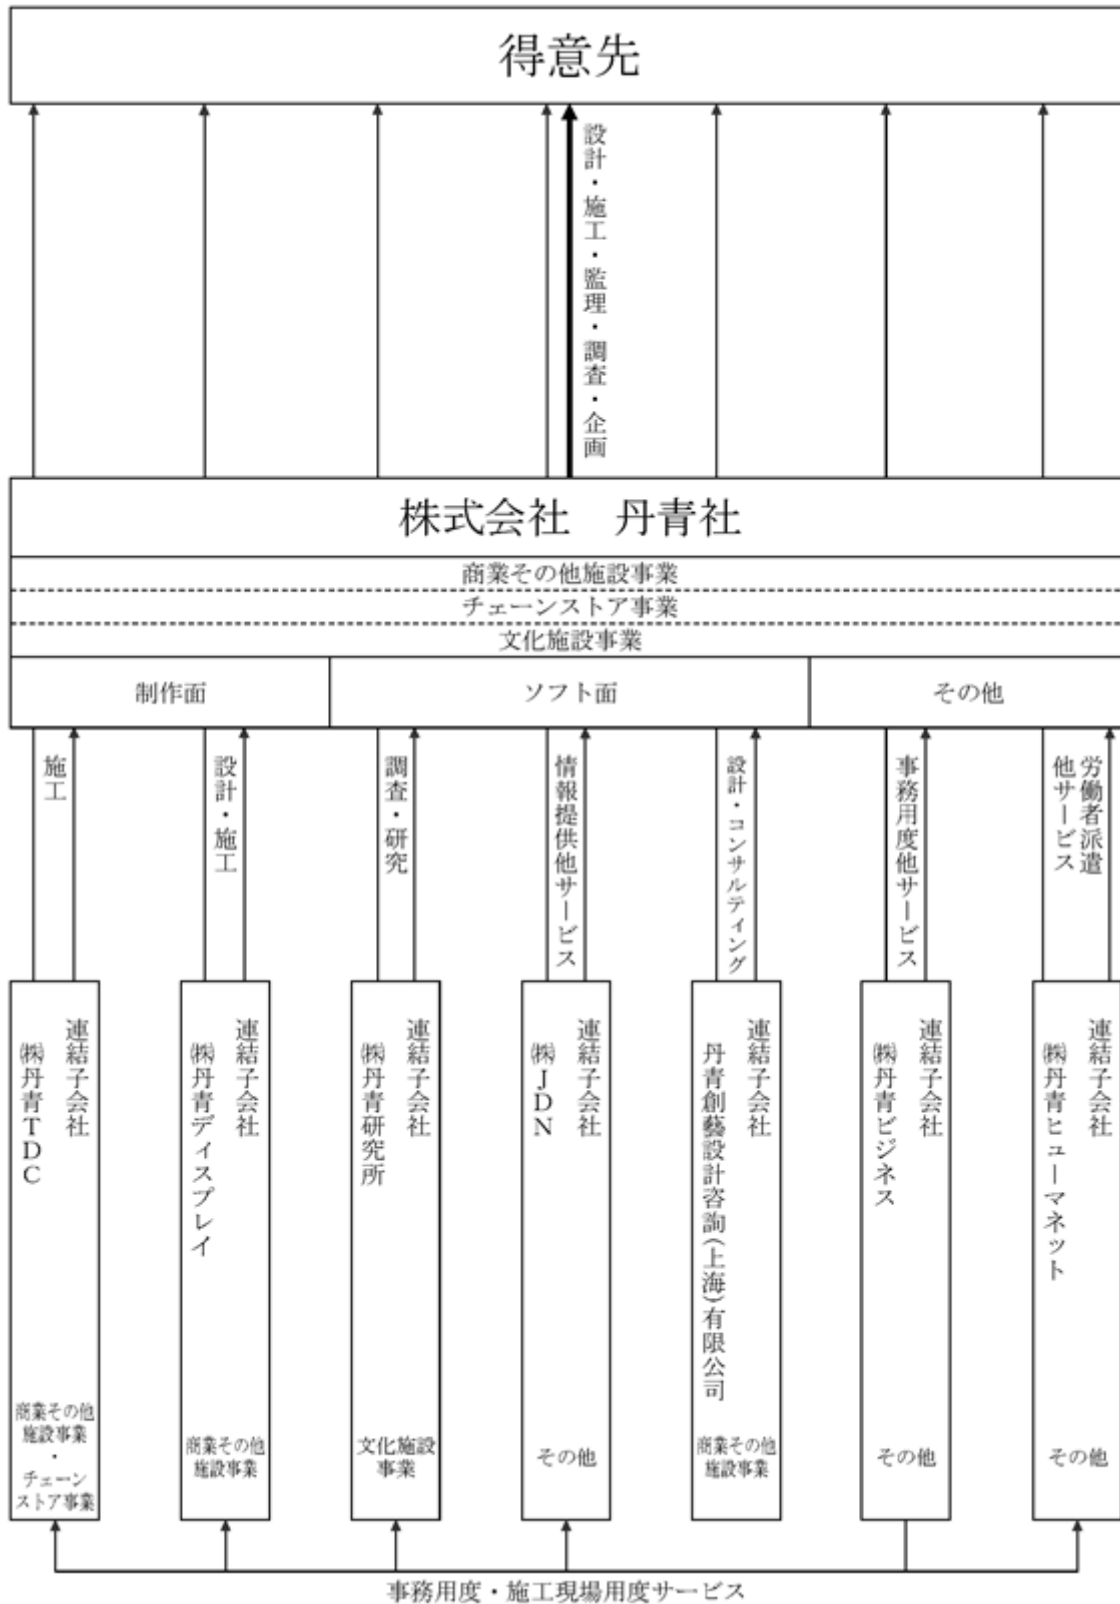 得意先
設計・施工・監理・調査・企画
株式会社　丹青社
商業その他施設事業
チェーンストア事業
文化施設事業
制作面
ソフト面
その他
施工
設計・施工
調査・研究
情報提供他サービス
設計・コンサルティング
事務用度他サービス
労働者派遣
他サービス
連結子会社
㈱丹青TDC
商業その他
施設事業
・
チェーン
ストア事業
連結子会社
㈱丹青ディスプレイ
商業その他
施設事業
連結子会社
㈱丹青研究所
文化施設
事業
連結子会社
㈱JDN
その他
連結子会社
丹青創藝設計咨詢(上海)有限公司
商業その他
施設事業
連結子会社
㈱丹青ビジネス
その他
連結子会社
㈱丹青ヒューマネット
その他
事務用度・施工現場用度サービス